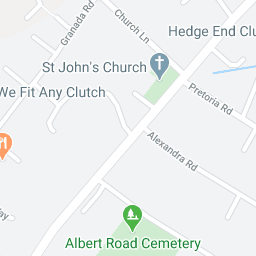 Granada Rd
Church Ln
Hedge End Clu
St John's Church
We Fit Any Clutch
Pretoria Rd
Alexandra Rd
ay
Albert Road Cemetery